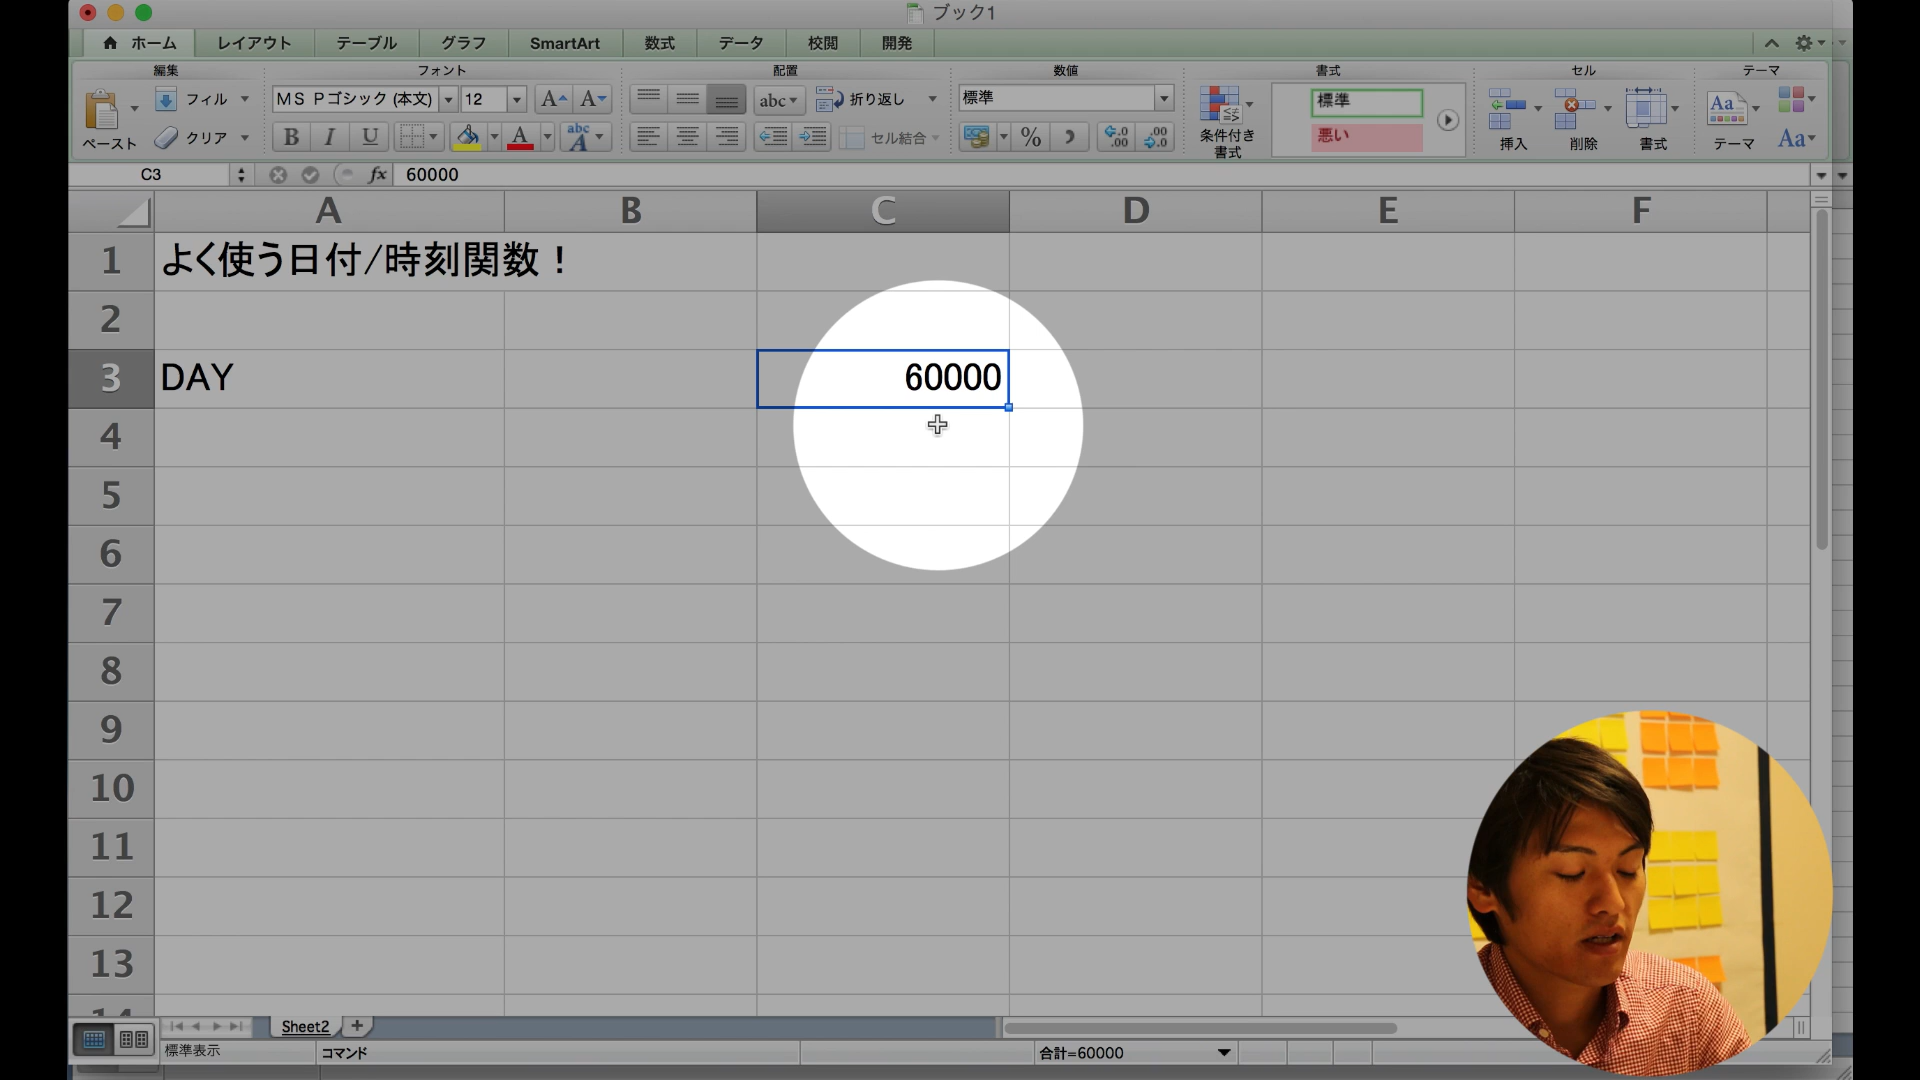 ブック1
ホーム レイアウト テーブル グラフ SmartArt 数式 データ 校閲 開発
編集 フォント 配置 数値 書式 セル テーマ
フィル MS Pゴシック (本文) 12 A A abc 折り返し 標準 標準
ペースト クリア B I U A abc A セル結合 % 悪い 条件付き書式 挿入 削除 書式 Aa テーマ Aa
C3 fx 60000
A B C D E F
1 よく使う日付/時刻関数！
2
3 DAY 60000
4
5
6
7
8
9
10
11
12
13
14
Sheet2 +
標準表示 コマンド 合計=60000